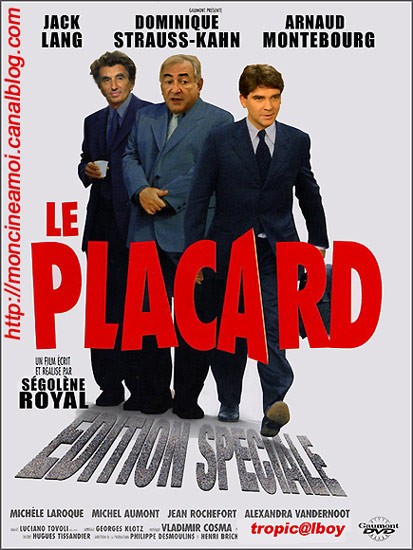 GAUMONT PRÉSENTE
JACK LANG
DOMINIQUE STRAUSS-KAHN
ARNAUD MONTEBOURG
http://moncineamoi.canalblog.com
LE
PLACARD
UN FILM ÉCRIT
ET RÉALISÉ PAR
SÉGOLÈNE
ROYAL
EDITION SPECIALE
MICHÈLE LAROQUE MICHEL AUMONT JEAN ROCHEFORT ALEXANDRA VANDERNOOT
LUCIANO TOVOLI GEORGES KLOTZ VLADIMIR COSMA
HUGUES TISSANDIER PHILIPPE DESMOULINS HENRI BRICH
tropic@lboy
Gaumont
DVD